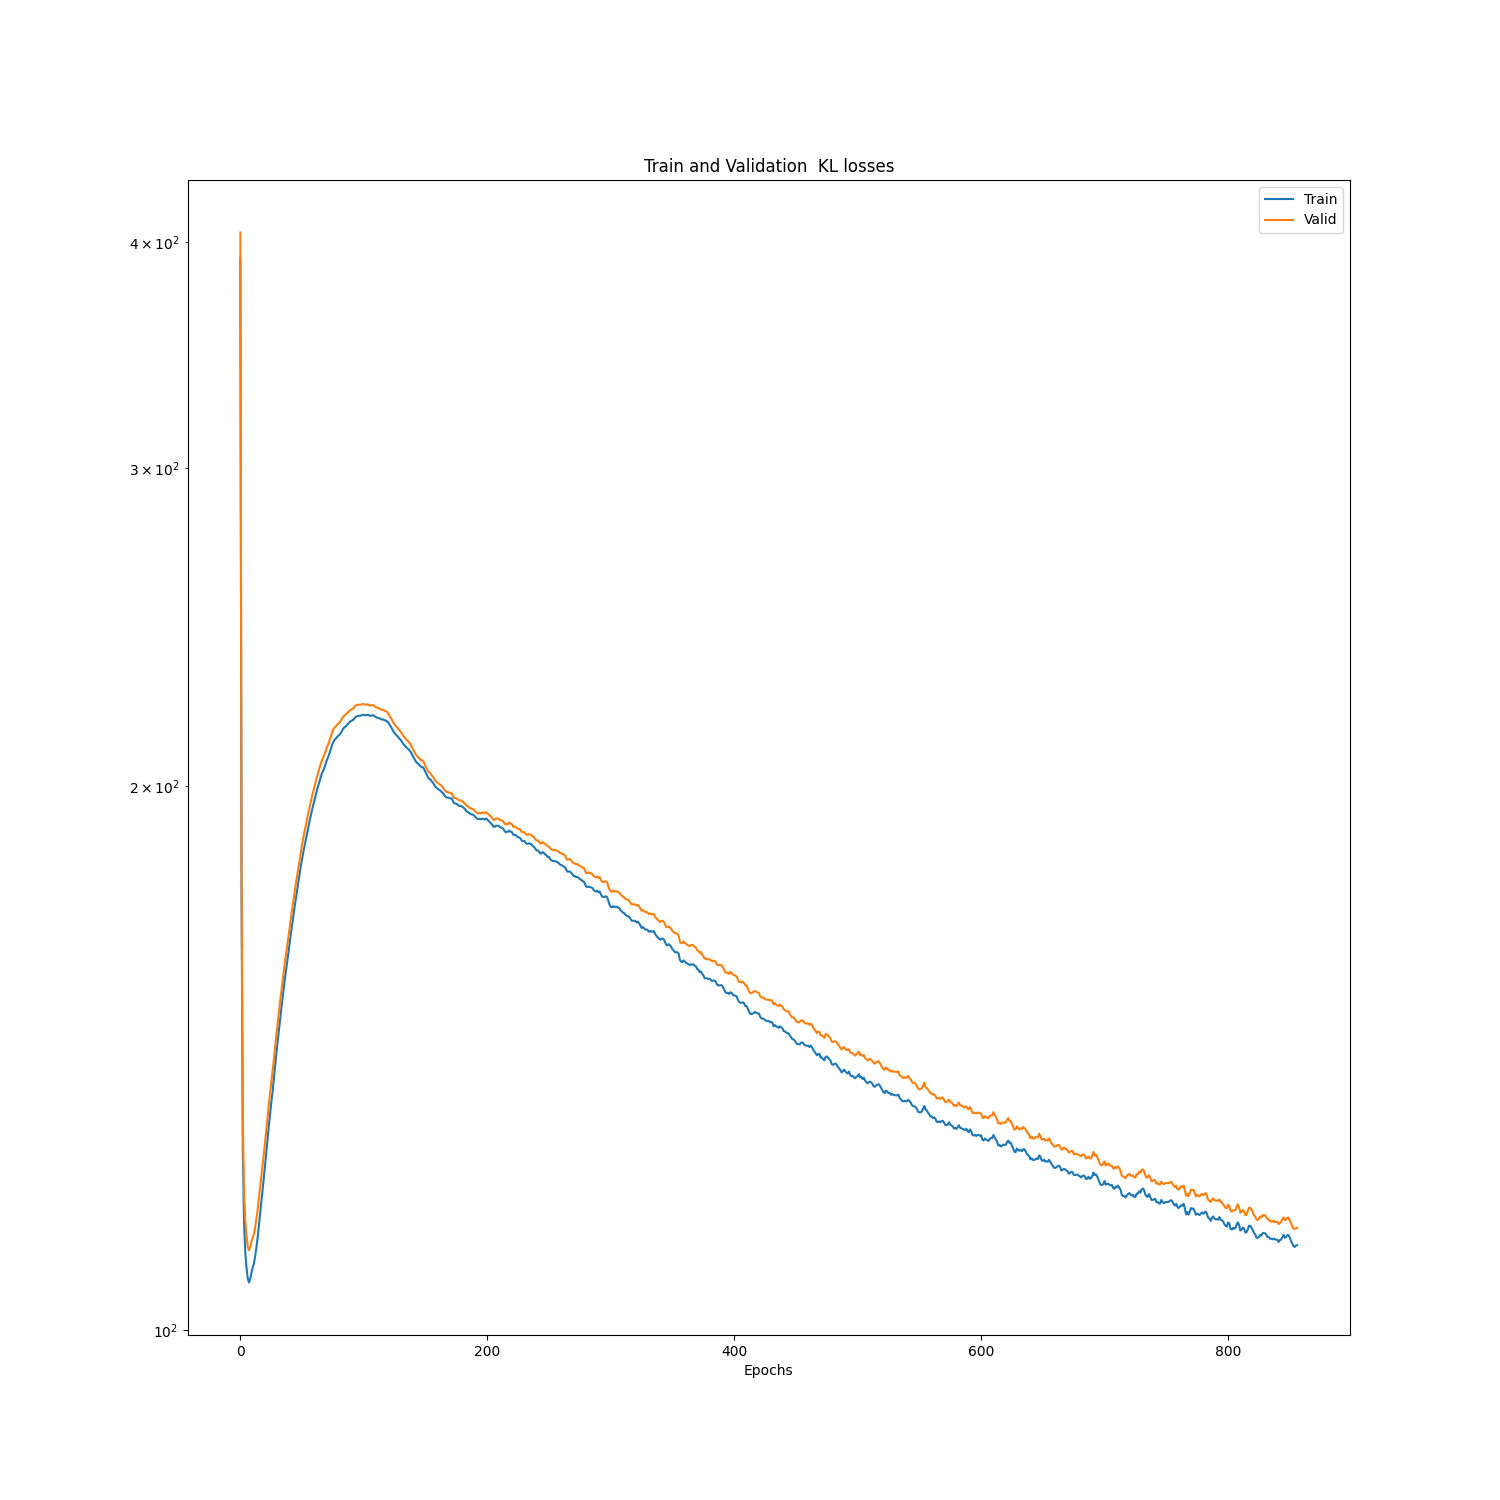 Train and Validation  KL losses
Train
Valid
4 × 10²
3 × 10²
2 × 10²
10²
0 200 400 600 800
Epochs